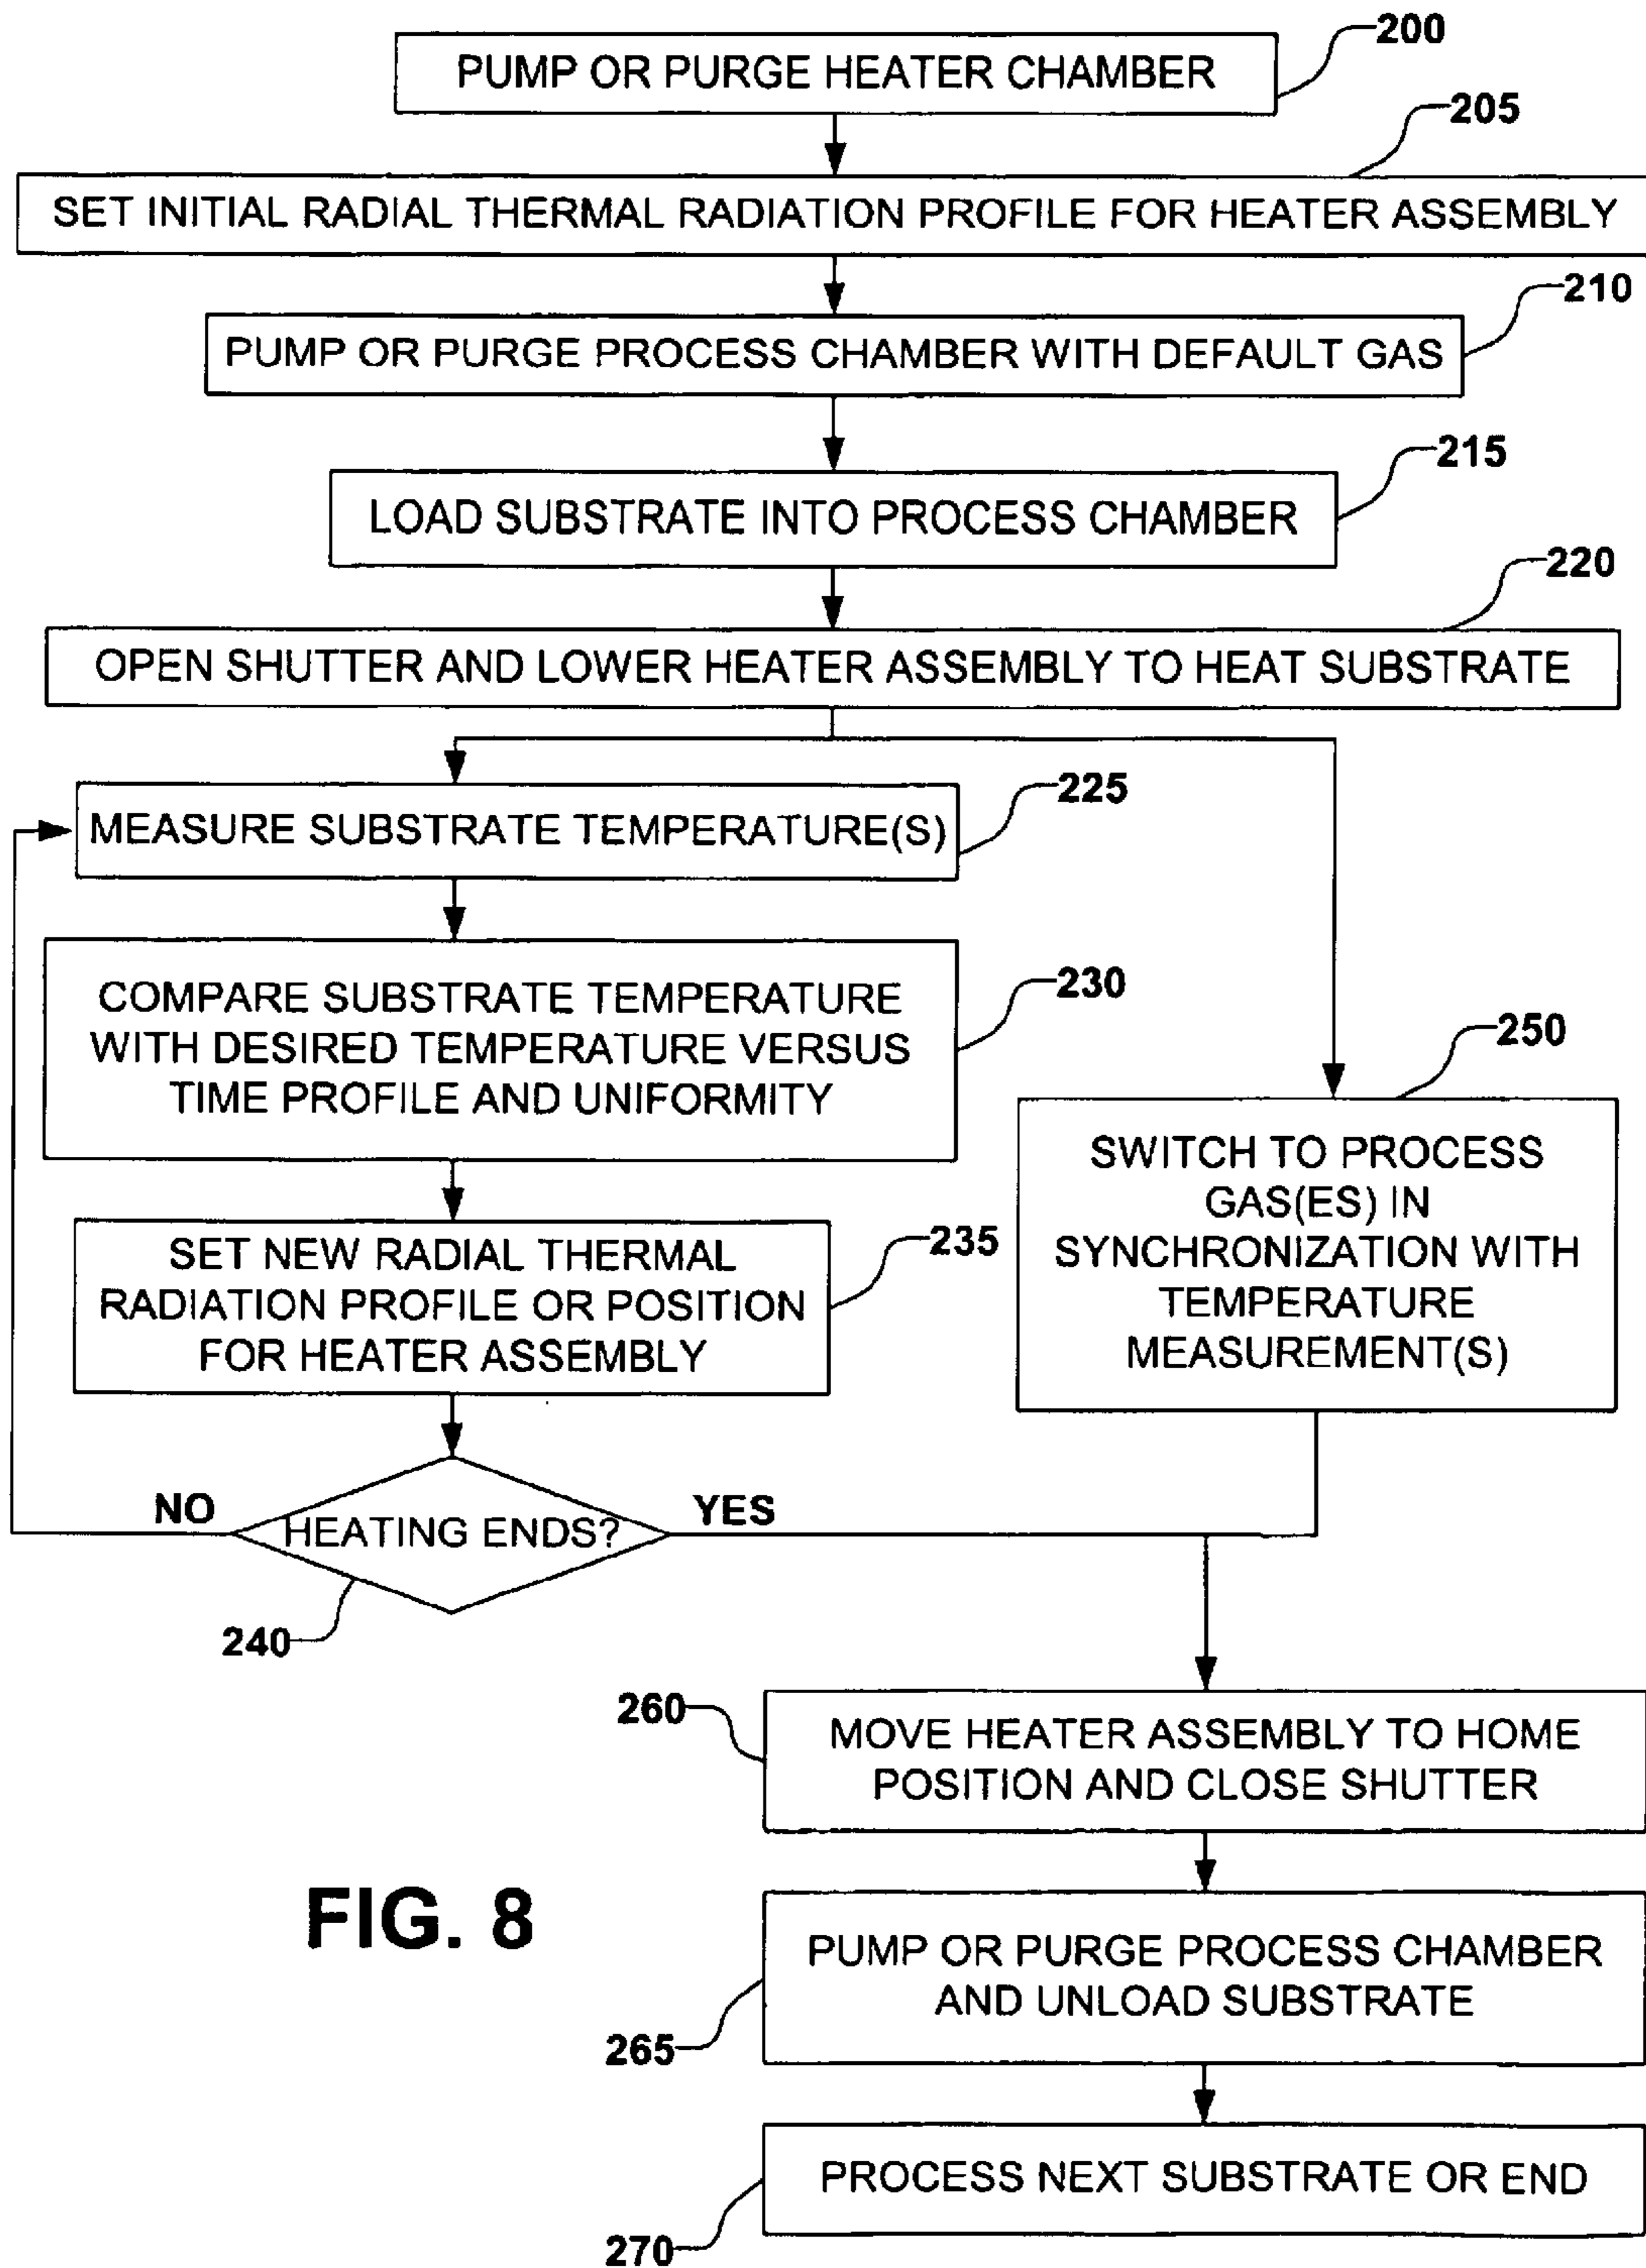 200
PUMP OR PURGE HEATER CHAMBER
205
SET INITIAL RADIAL THERMAL RADIATION PROFILE FOR HEATER ASSEMBLY
210
PUMP OR PURGE PROCESS CHAMBER WITH DEFAULT GAS
215
LOAD SUBSTRATE INTO PROCESS CHAMBER
220
OPEN SHUTTER AND LOWER HEATER ASSEMBLY TO HEAT SUBSTRATE
225
MEASURE SUBSTRATE TEMPERATURE(S)
230
COMPARE SUBSTRATE TEMPERATURE
WITH DESIRED TEMPERATURE VERSUS
TIME PROFILE AND UNIFORMITY
235
SET NEW RADIAL THERMAL
RADIATION PROFILE OR POSITION
FOR HEATER ASSEMBLY
250
SWITCH TO PROCESS
GAS(ES) IN
SYNCHRONIZATION WITH
TEMPERATURE
MEASUREMENT(S)
NO
HEATING ENDS?
YES
240
260
MOVE HEATER ASSEMBLY TO HOME
POSITION AND CLOSE SHUTTER
FIG. 8
PUMP OR PURGE PROCESS CHAMBER
AND UNLOAD SUBSTRATE
265
PROCESS NEXT SUBSTRATE OR END
270